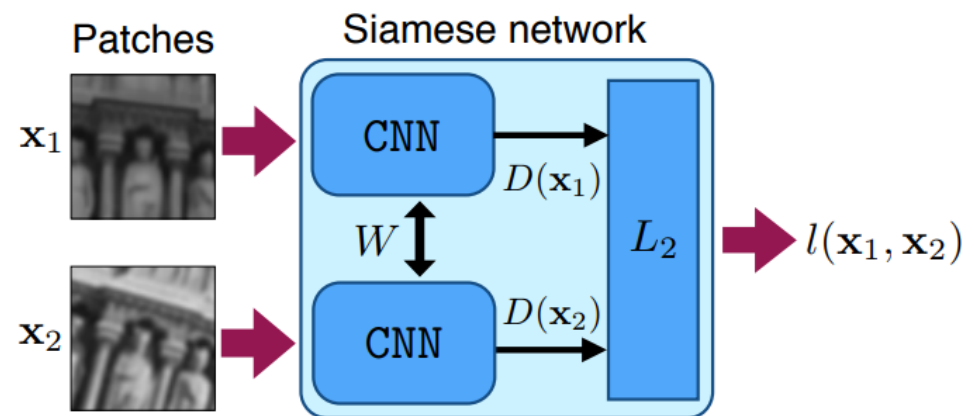 Patches
Siamese network
x₁
CNN
D(x₁)
W
L₂
l(x₁, x₂)
x₂
CNN
D(x₂)